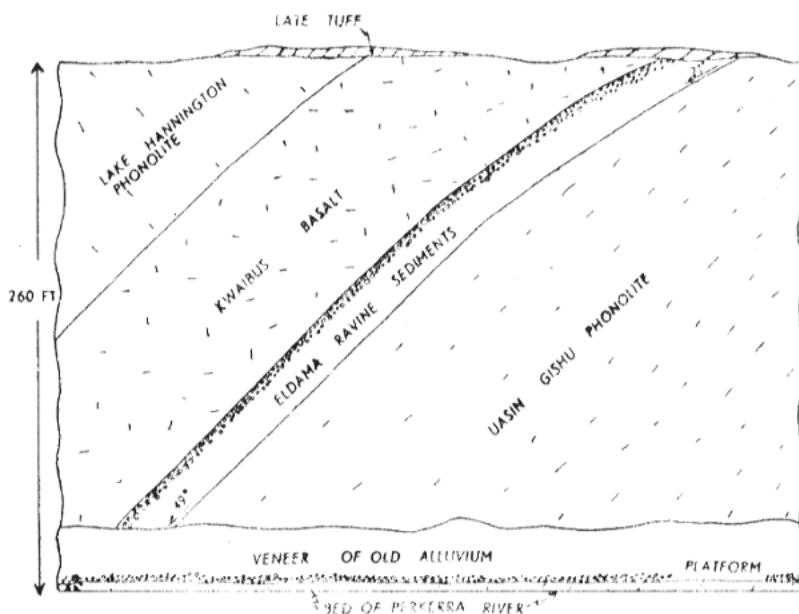 LATE TUFF
LAKE HANNINGTON
PHONOLITE
KWAIBUS BASALT
260 FT
ELDAMA RAVINE SEDIMENTS
UASIN GISHU PHONOLITE
49°
VENEER OF OLD ALLUVIUM
PLATFORM
BED OF PERKERRA RIVER